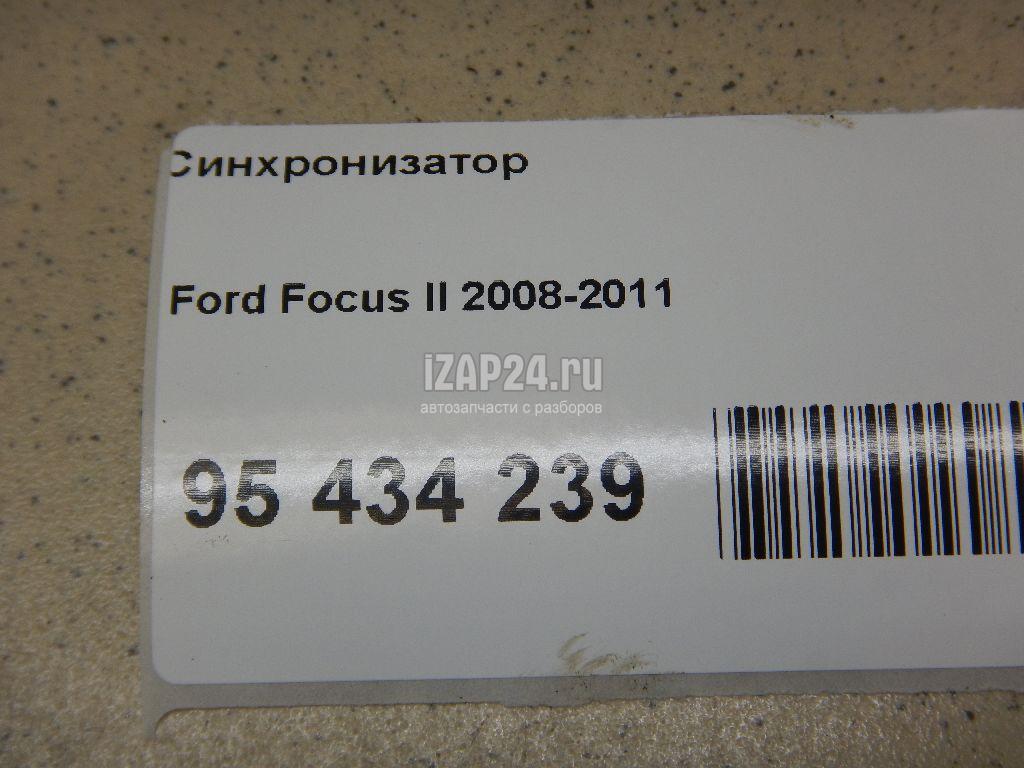 Синхронизатор
Ford Focus II 2008-2011
iZAP24.ru
автозапчасти с разборов
95 434 239